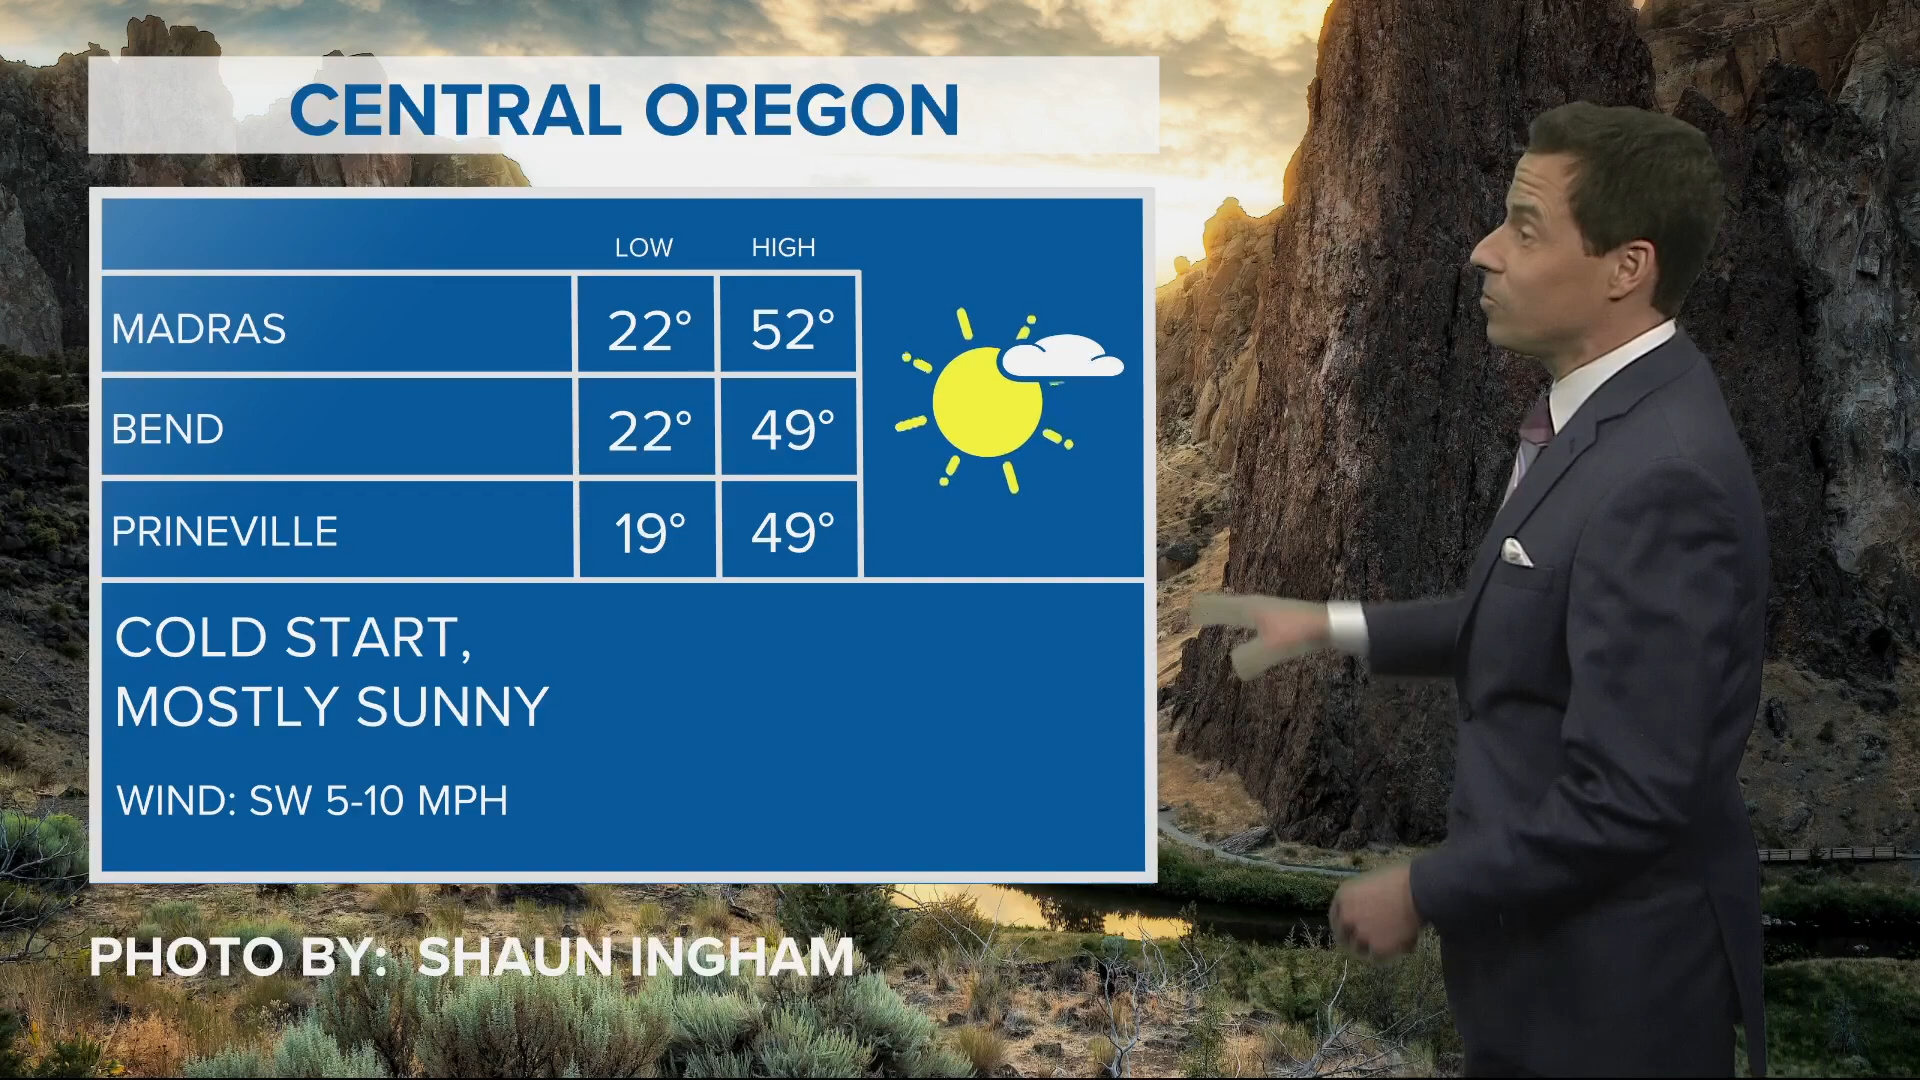 CENTRAL OREGON
LOW HIGH
MADRAS 22° 52°
BEND 22° 49°
PRINEVILLE 19° 49°
COLD START,
MOSTLY SUNNY
WIND: SW 5-10 MPH
PHOTO BY: SHAUN INGHAM